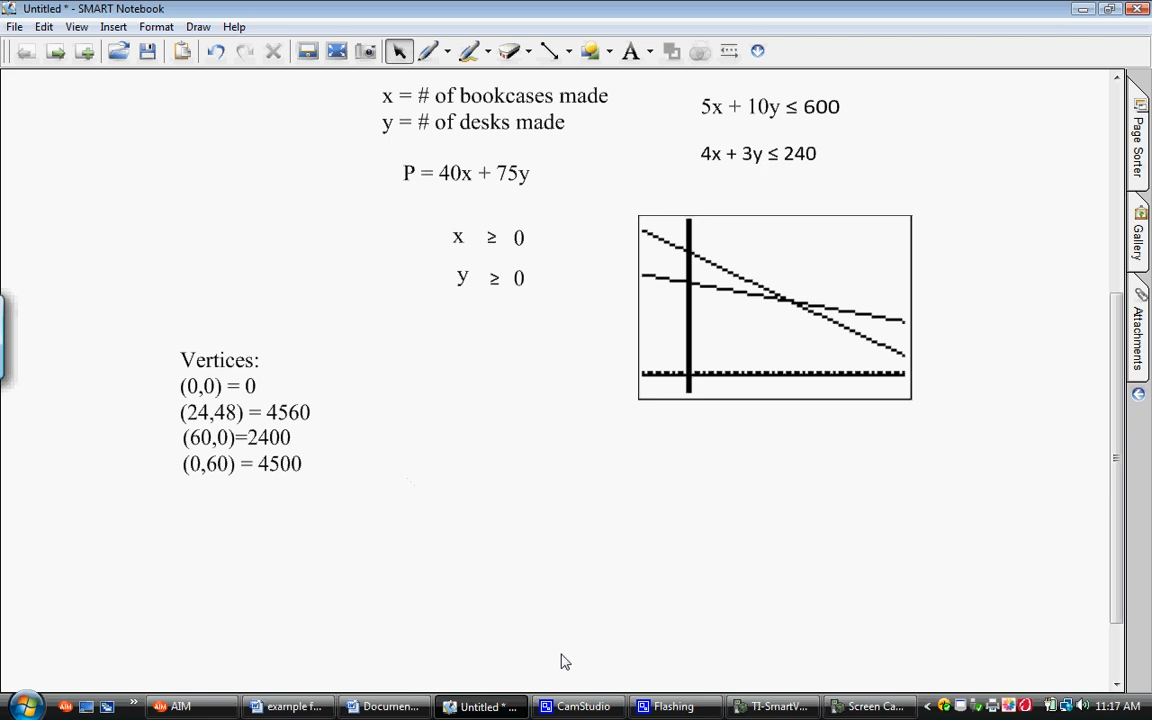 Untitled * - SMART Notebook
File Edit View Insert Format Draw Help
x = # of bookcases made
y = # of desks made
P = 40x + 75y
x ≥ 0
y ≥ 0
5x + 10y ≤ 600
4x + 3y ≤ 240
Vertices:
(0,0) = 0
(24,48) = 4560
(60,0)=2400
(0,60) = 4500
Page Sorter
Gallery
Attachments
AIM
example f...
Documen...
Untitled * ...
CamStudio
Flashing
TI-SmartV...
Screen Ca...
11:17 AM